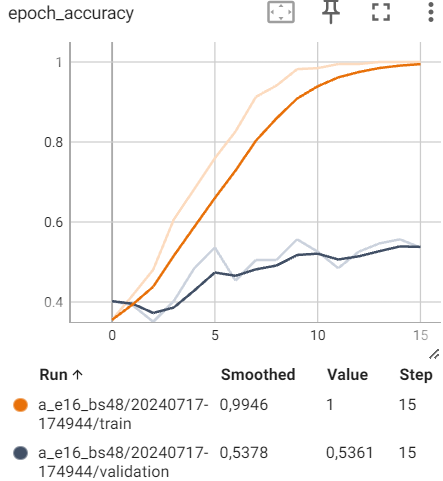 epoch_accuracy
1
0.8
0.6
0.4
0 5 10 15
Run ↑ Smoothed Value Step
a_e16_bs48/20240717- 0,9946 1 15
174944/train
a_e16_bs48/20240717- 0,5378 0,5361 15
174944/validation